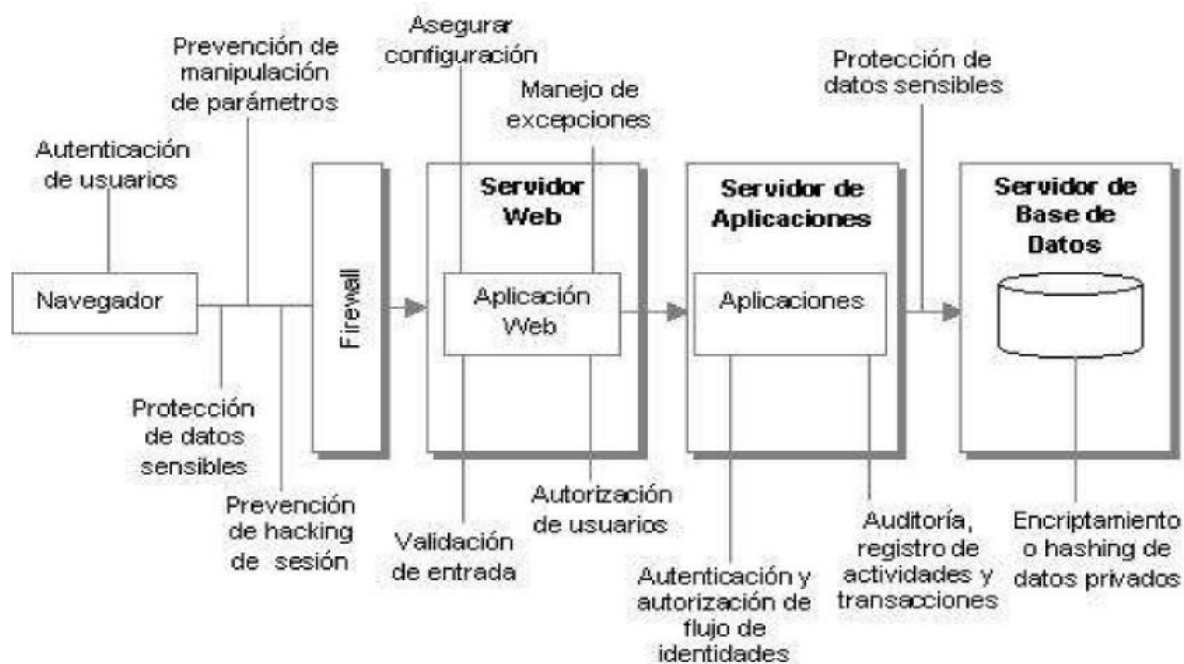 Asegurar
configuración
Prevención de
manipulación
de parámetros
Manejo de
excepciones
Protección de
datos sensibles
Autenticación
de usuarios
Servidor
Web
Servidor de
Aplicaciones
Servidor de
Base de
Datos
Navegador
Firewall
Aplicación
Web
Aplicaciones
Protección
de datos
sensibles
Prevención
de hacking
de sesión
Validación
de entrada
Autorización
de usuarios
Autenticación y
autorización de
flujo de
identidades
Auditoría,
registro de
actividades y
transacciones
Encriptamiento
o hashing de
datos privados